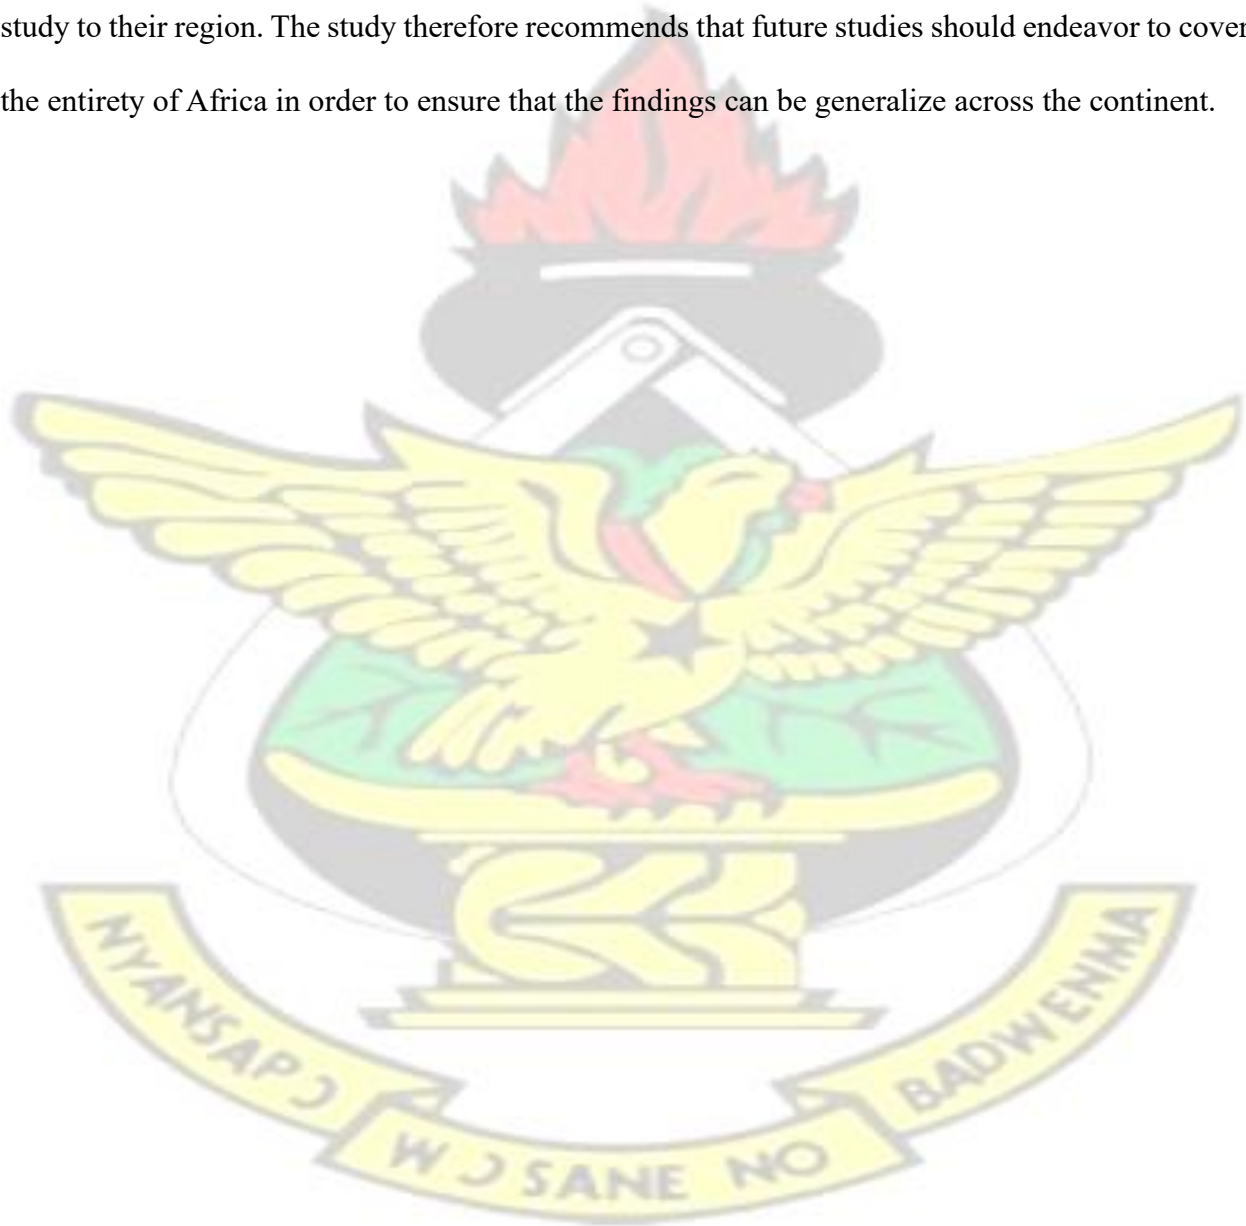 study to their region. The study therefore recommends that future studies should endeavor to cover
the entirety of Africa in order to ensure that the findings can be generalize across the continent.
NYANSAPƆ
WƆSANE NO
BADWENMA